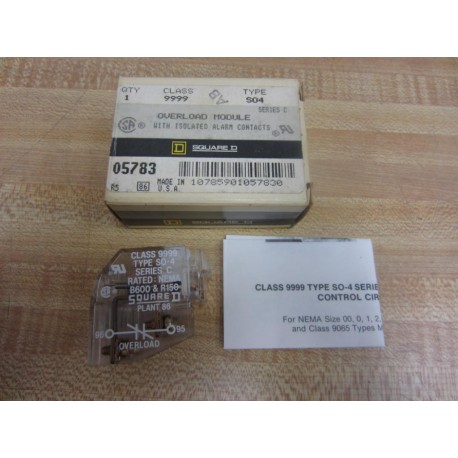 QTY CLASS TYPE
1 9999 SO4
SERIES C
OVERLOAD MODULE
WITH ISOLATED ALARM CONTACTS
SQUARE D
05783
MADE IN
U.S.A.
10785901057830
CLASS 9999
TYPE SO-4
SERIES C
RATED: NEMA
B600 & R150
SQUARE D
PLANT 86
95
OVERLOAD
CLASS 9999 TYPE SO-4 SERIE
CONTROL CIR
For NEMA Size 00, 0, 1, 2,
and Class 9065 Types M